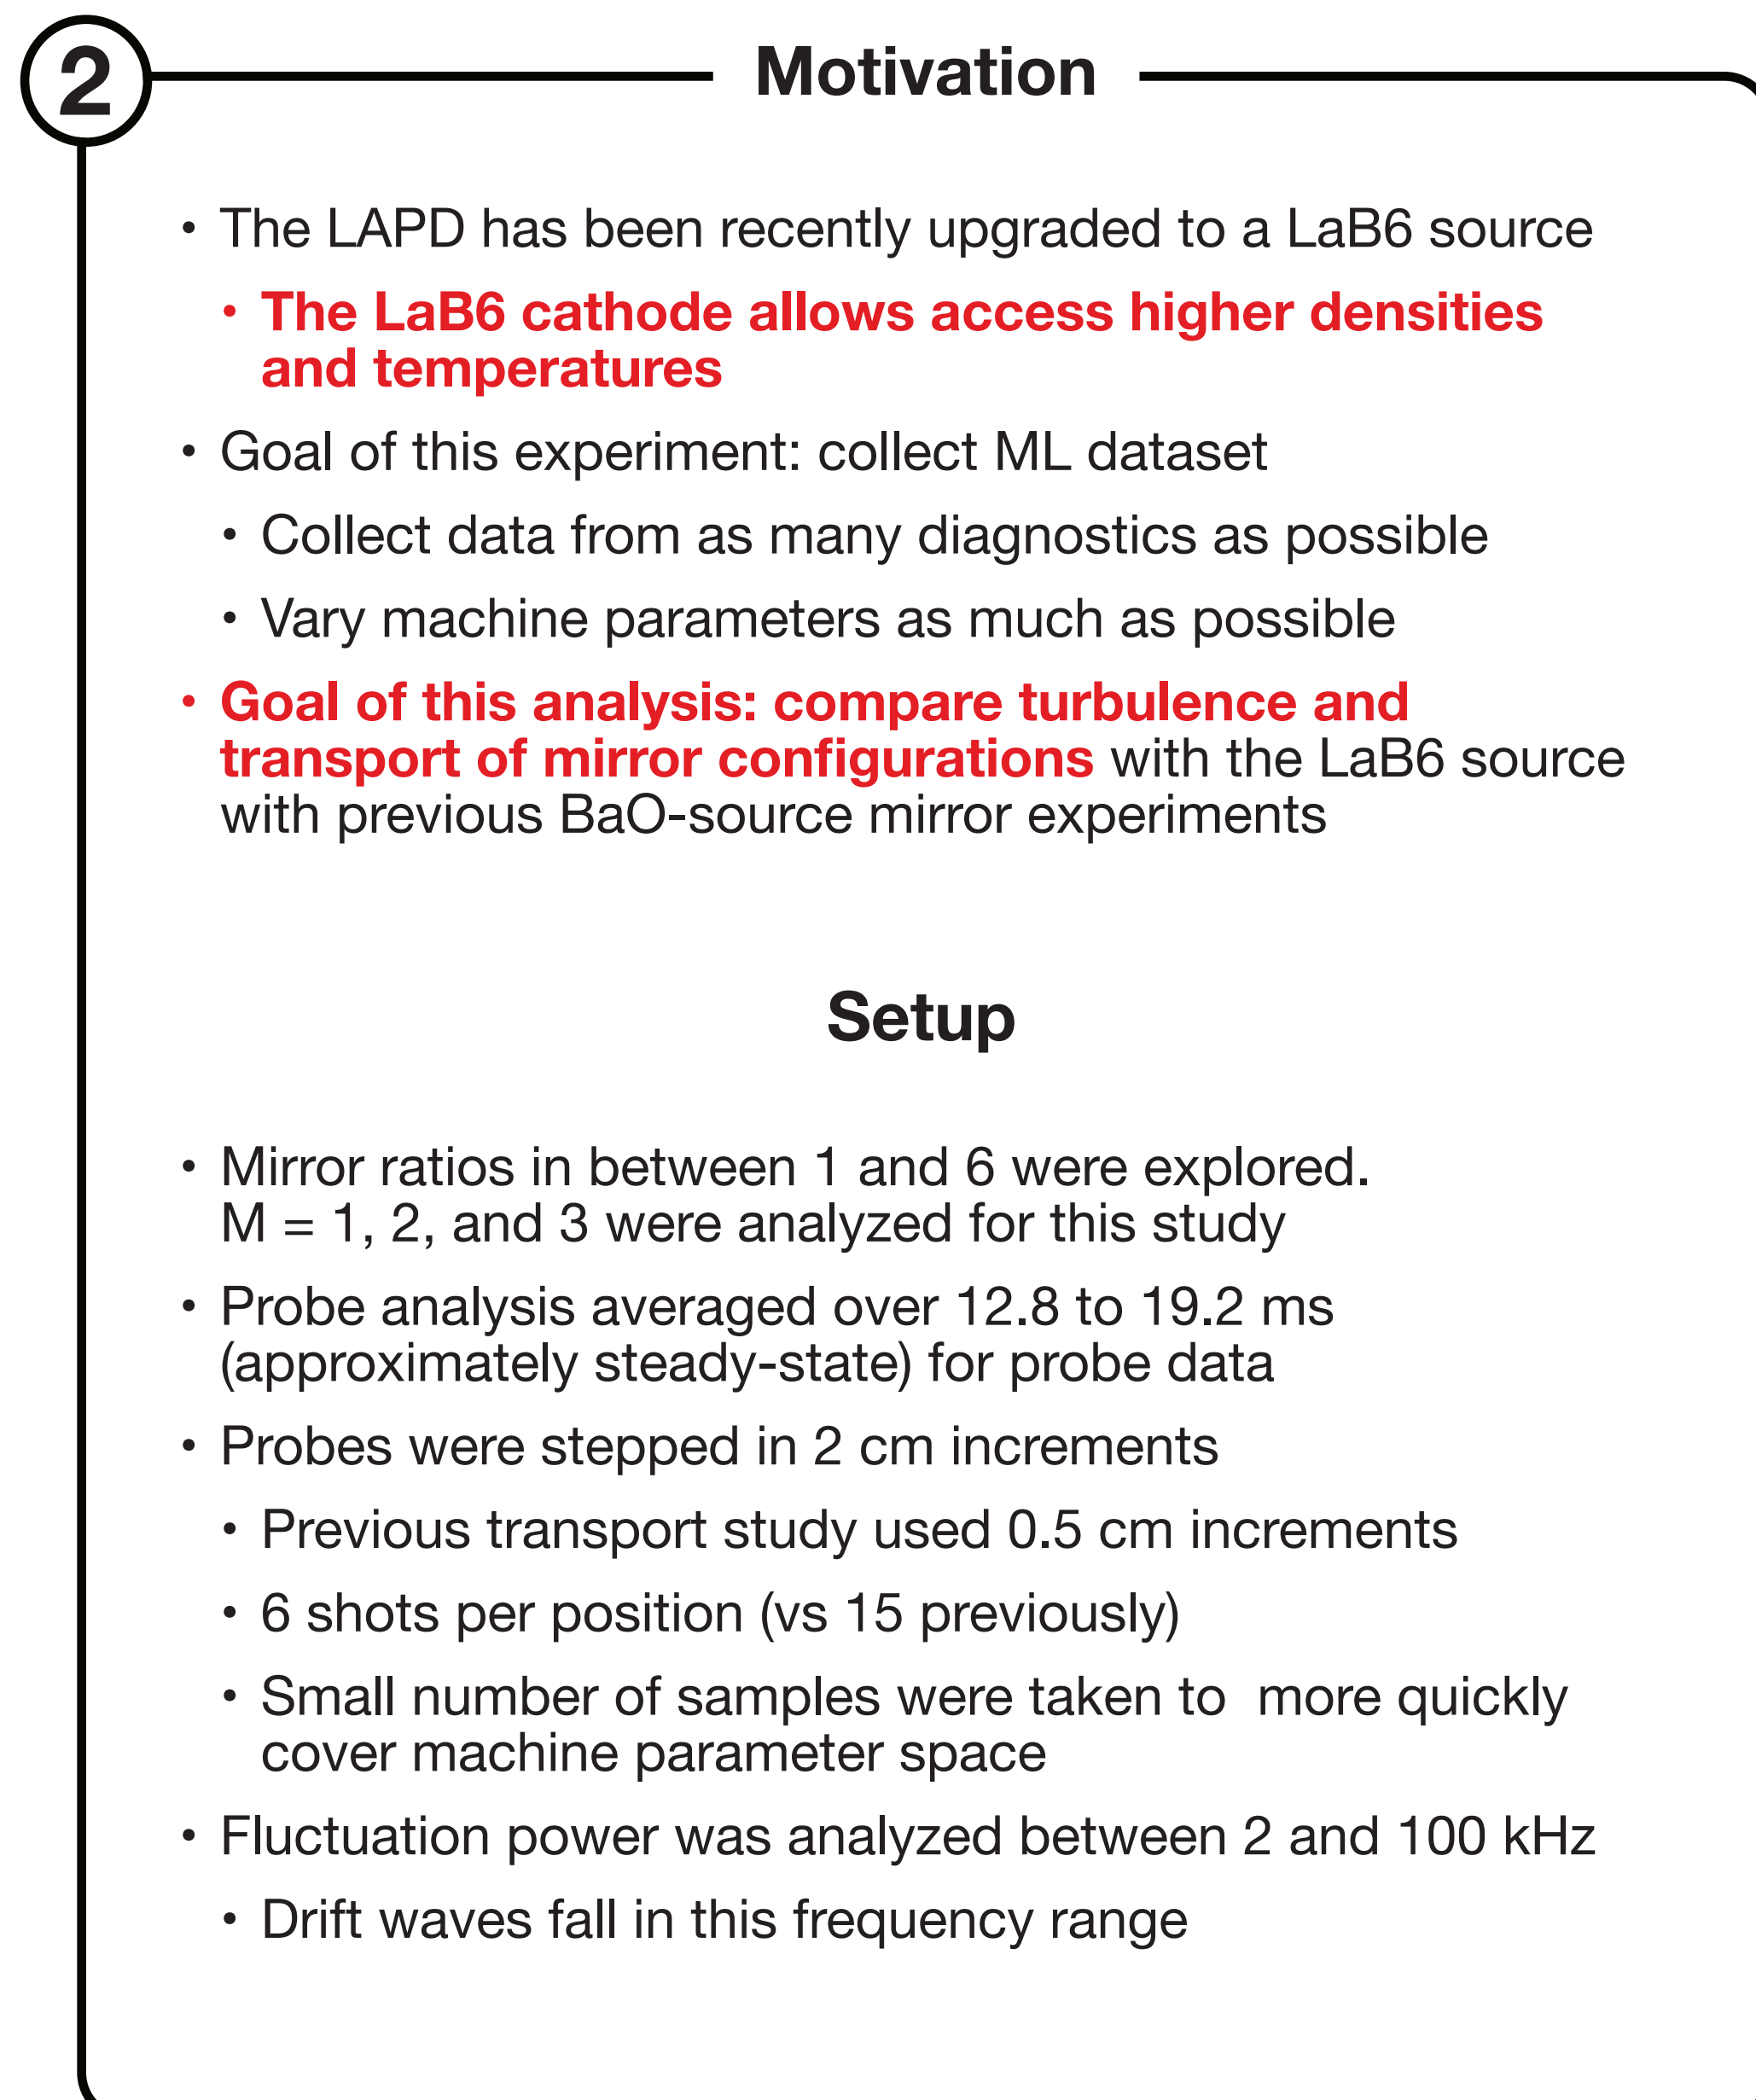 2
Motivation
• The LAPD has been recently upgraded to a LaB6 source
• The LaB6 cathode allows access higher densities
and temperatures
• Goal of this experiment: collect ML dataset
• Collect data from as many diagnostics as possible
• Vary machine parameters as much as possible
• Goal of this analysis: compare turbulence and
transport of mirror configurations with the LaB6 source
with previous BaO-source mirror experiments
Setup
• Mirror ratios in between 1 and 6 were explored.
M = 1, 2, and 3 were analyzed for this study
• Probe analysis averaged over 12.8 to 19.2 ms
(approximately steady-state) for probe data
• Probes were stepped in 2 cm increments
• Previous transport study used 0.5 cm increments
• 6 shots per position (vs 15 previously)
• Small number of samples were taken to  more quickly
cover machine parameter space
• Fluctuation power was analyzed between 2 and 100 kHz
• Drift waves fall in this frequency range